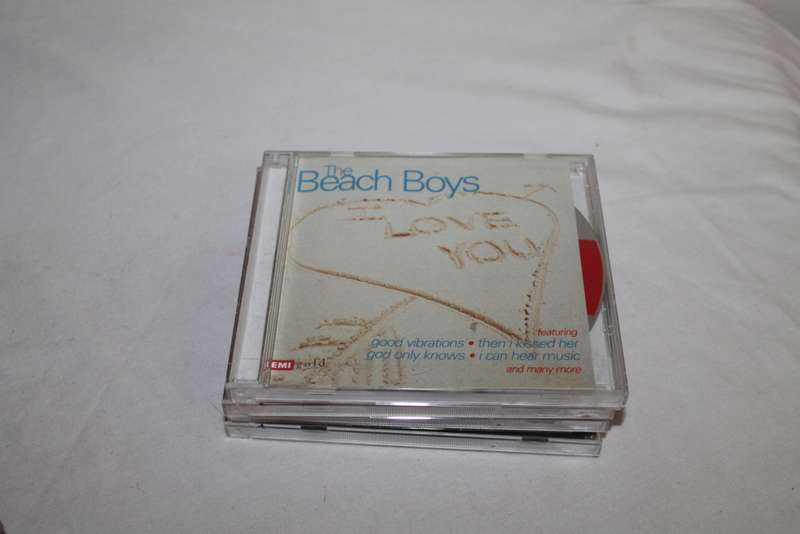 The
Beach Boys
I LOVE
YOU
featuring
good vibrations • then i kissed her
god only knows • i can hear music
and many more
EMI gold